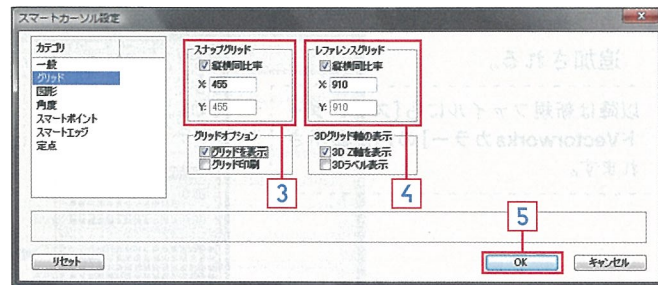 スマートカーソル設定
カテゴリ
一般
グリッド
図形
角度
スマートポイント
スマートエッジ
定点
スナップグリッド
縦横同比率
X: 455
Y: 455
レファレンスグリッド
縦横同比率
X: 910
Y: 910
グリッドオプション
グリッドを表示
グリッド印刷
3Dグリッド軸の表示
3D Z軸を表示
3Dラベル表示
3
4
5
リセット
OK
キャンセル